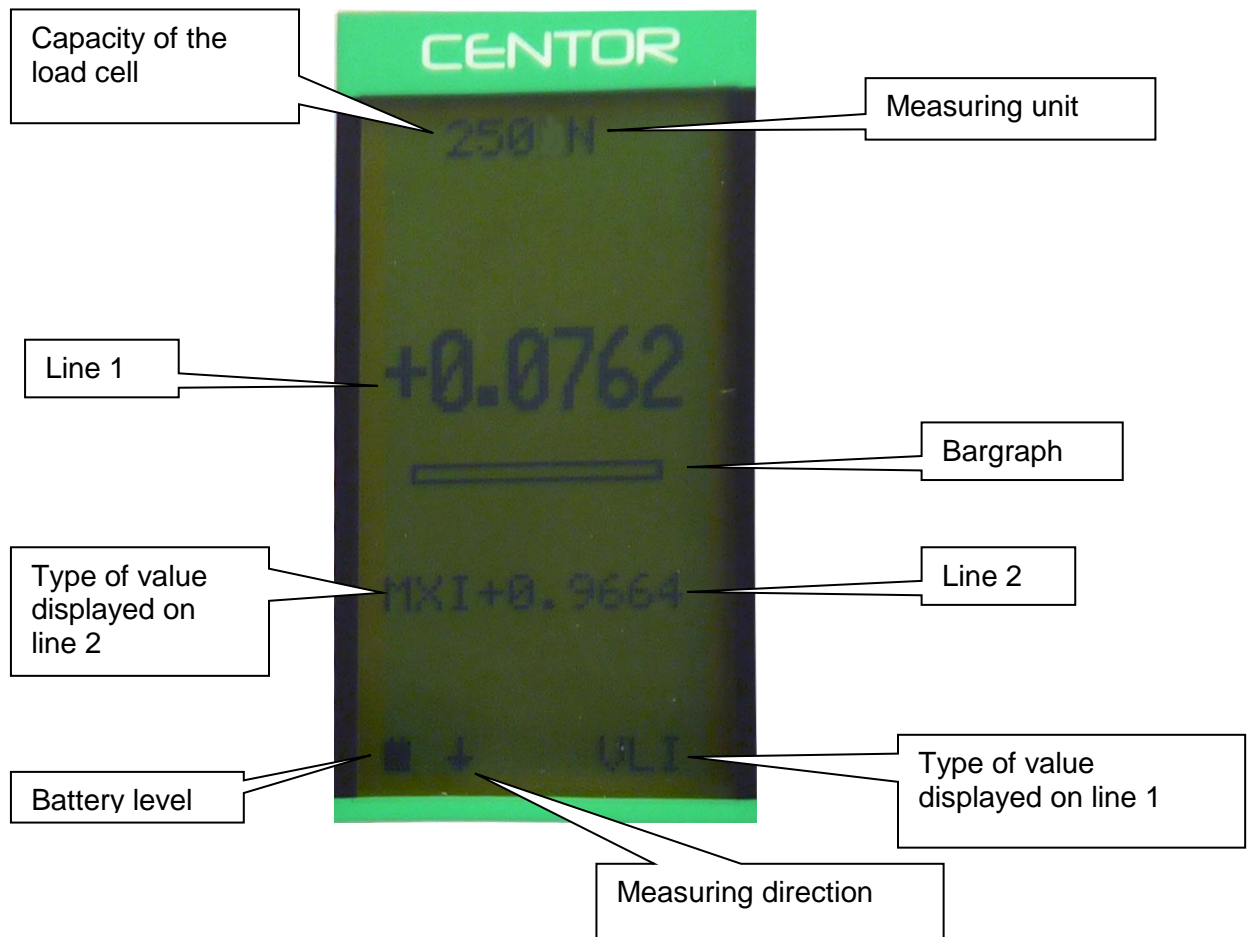 Capacity of the
load cell
CENTOR
Measuring unit
250 N
Line 1
+0.0762
Bargraph
Type of value
displayed on
line 2
MXI+0.9664
Line 2
Battery level
VLI
Type of value
displayed on line 1
Measuring direction